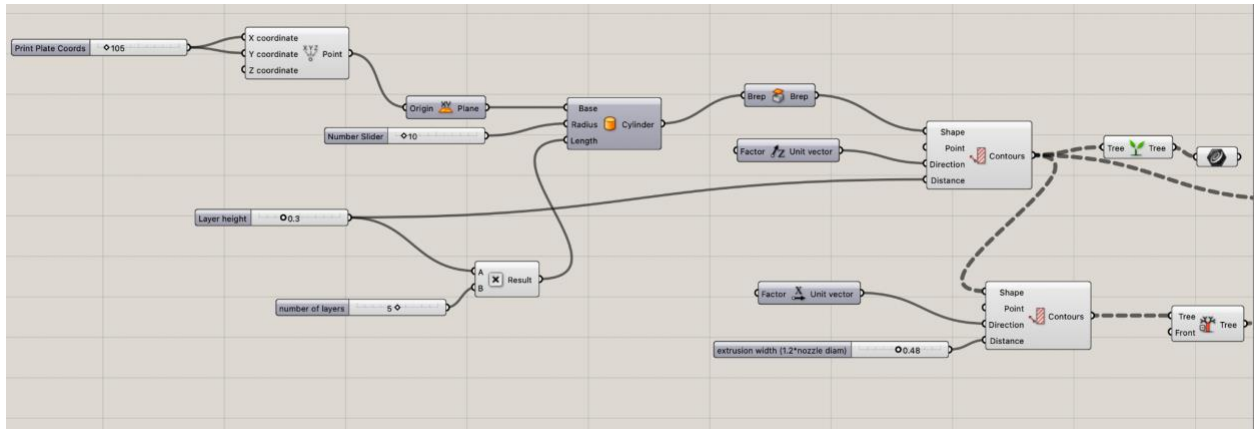 Print Plate Coords 105
X coordinate
Y coordinate
Z coordinate
X Y Z
Point
Origin XY Plane
Number Slider 10
Base
Radius
Length
Cylinder
Brep Brep
Factor Z Unit vector
Shape
Point
Direction
Distance
Contours
Tree Tree
Layer height 0.3
A
B
Result
number of layers 5
Factor X Unit vector
extrusion width (1.2*nozzle diam) 0.48
Shape
Point
Direction
Distance
Contours
Tree
Front
Tree